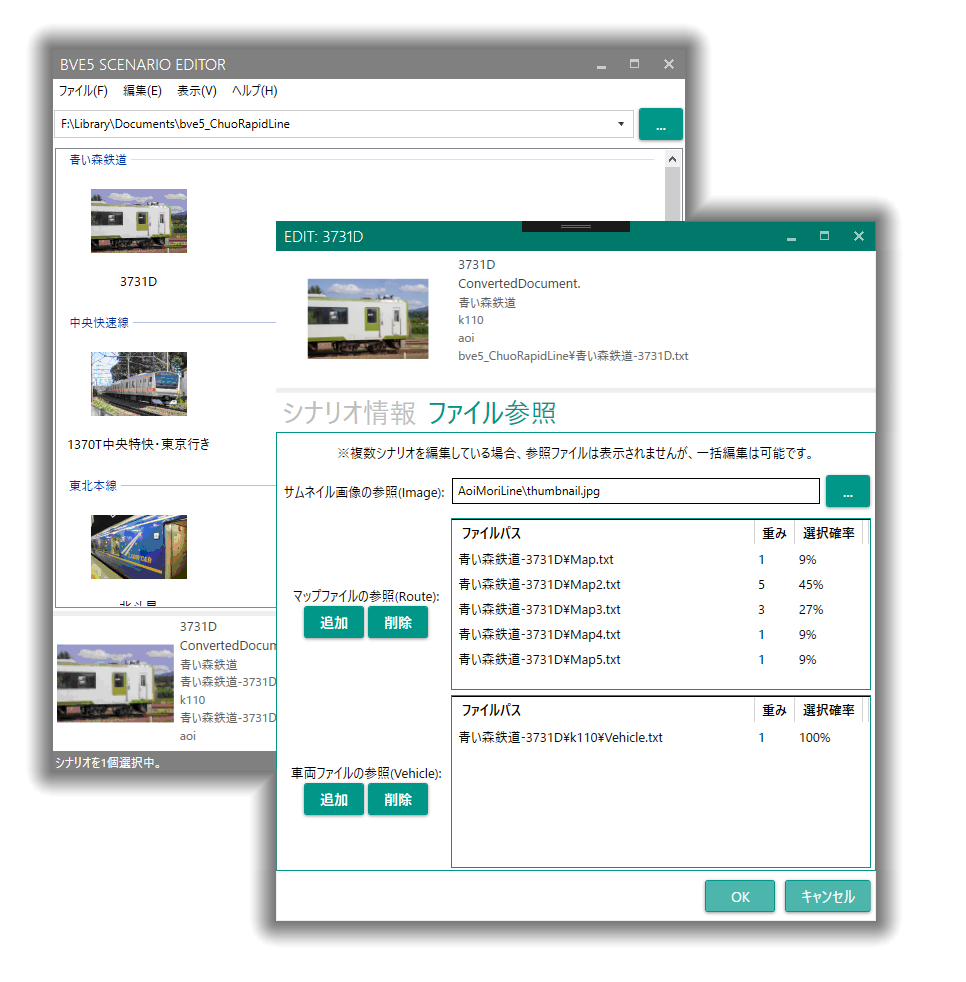 BVE5 SCENARIO EDITOR
ファイル(F) 編集(E) 表示(V) ヘルプ(H)
F:\Library\Documents\bve5_ChuoRapidLine
...
青い森鉄道
3731D
中央快速線
1370T中央特快・東京行き
東北本線
北斗星
3731D
ConvertedDocum
青い森鉄道
青い森鉄道-3731D
k110
青い森鉄道-3731D
aoi
シナリオを1個選択中。
EDIT: 3731D
3731D
ConvertedDocument.
青い森鉄道
k110
aoi
bve5_ChuoRapidLine¥青い森鉄道-3731D.txt
シナリオ情報 ファイル参照
※複数シナリオを編集している場合、参照ファイルは表示されませんが、一括編集は可能です。
サムネイル画像の参照(Image): AoiMoriLine\thumbnail.jpg ...
マップファイルの参照(Route):
追加 削除
ファイルパス 重み 選択確率
青い森鉄道-3731D¥Map.txt 1 9%
青い森鉄道-3731D¥Map2.txt 5 45%
青い森鉄道-3731D¥Map3.txt 3 27%
青い森鉄道-3731D¥Map4.txt 1 9%
青い森鉄道-3731D¥Map5.txt 1 9%
車両ファイルの参照(Vehicle):
追加 削除
ファイルパス 重み 選択確率
青い森鉄道-3731D¥k110¥Vehicle.txt 1 100%
OK キャンセル